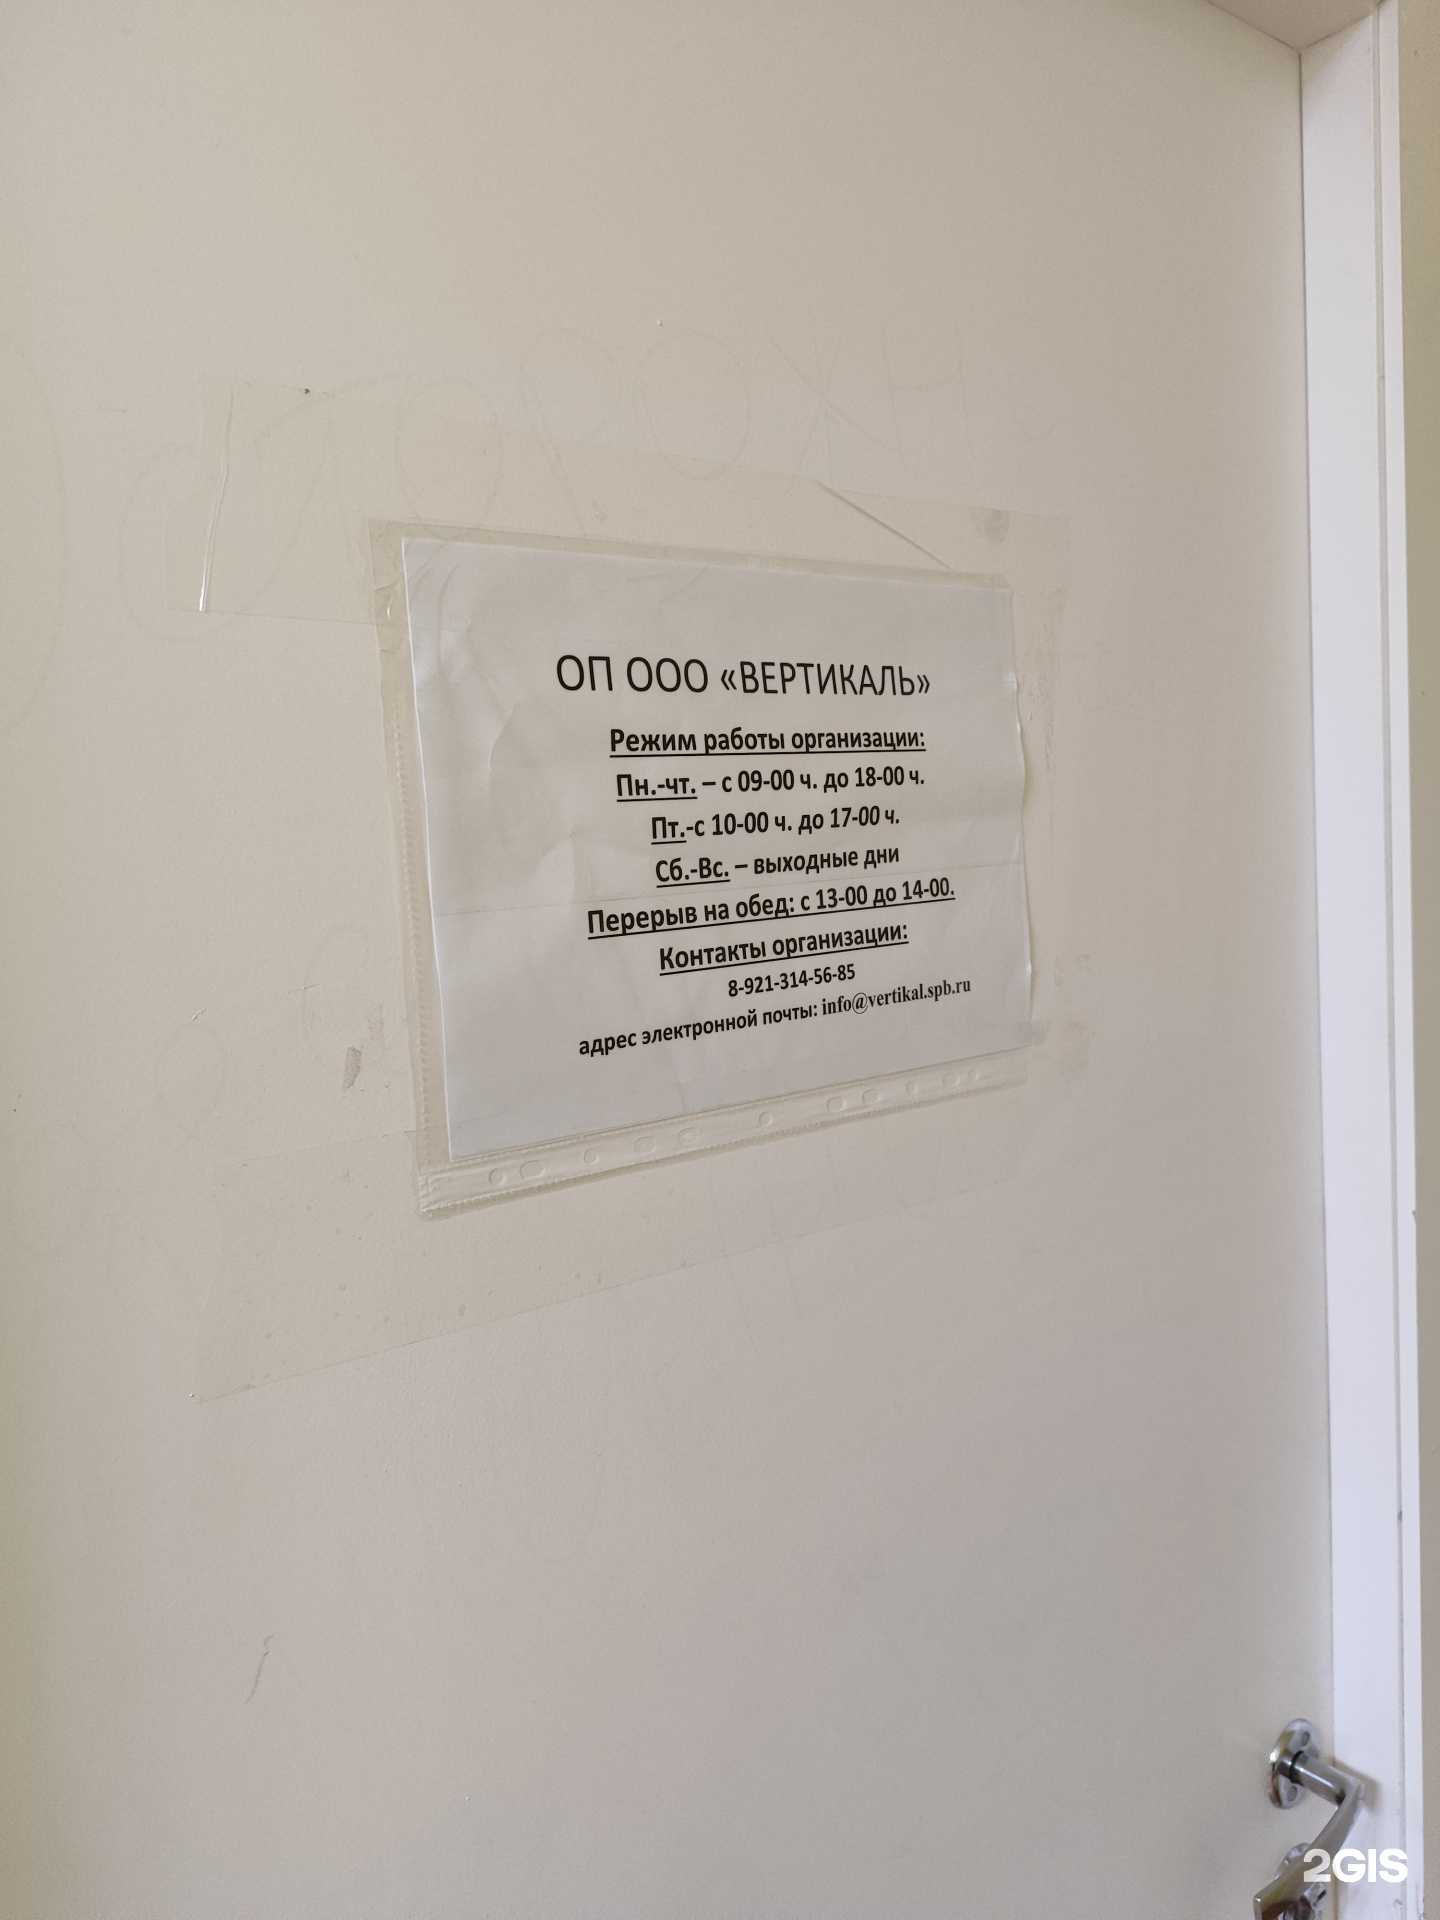 ОП ООО «ВЕРТИКАЛЬ»
Режим работы организации:
Пн.-чт. – с 09-00 ч. до 18-00 ч.
Пт.-с 10-00 ч. до 17-00 ч.
Сб.-Вс. – выходные дни
Перерыв на обед: с 13-00 до 14-00.
Контакты организации:
8-921-314-56-85
адрес электронной почты: info@vertikal.spb.ru
2GIS